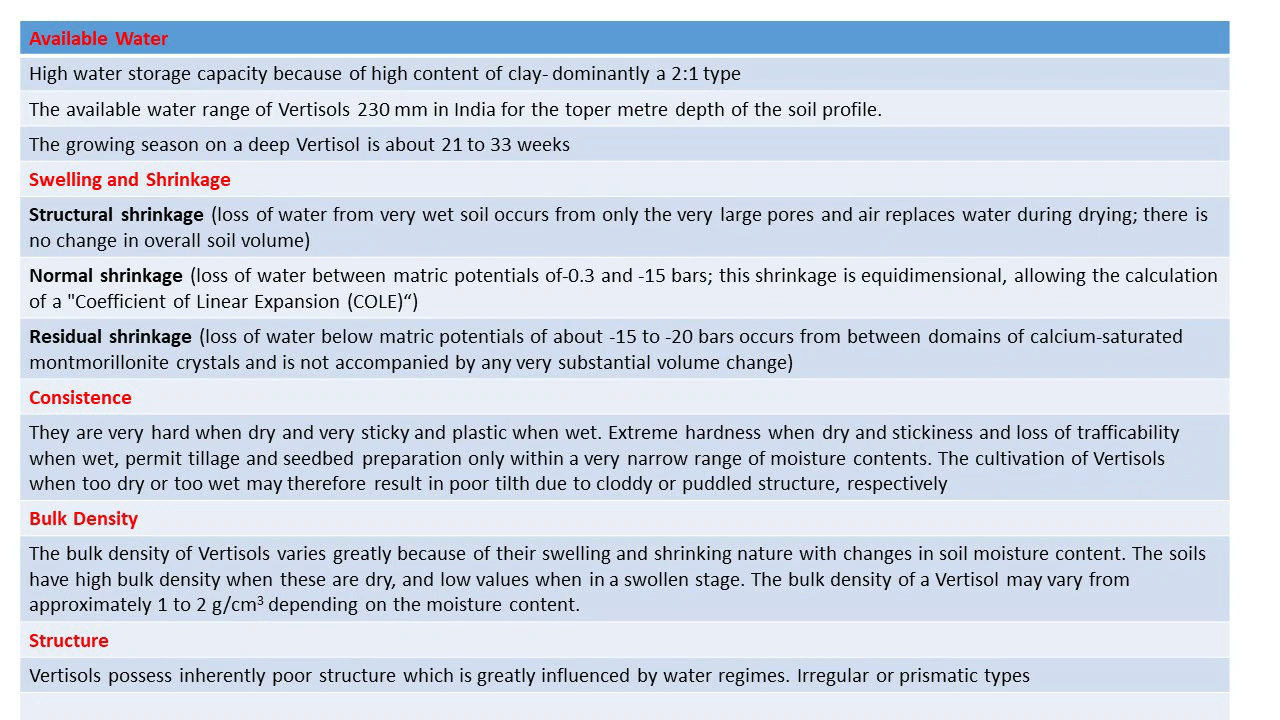 Available Water
High water storage capacity because of high content of clay- dominantly a 2:1 type
The available water range of Vertisols 230 mm in India for the toper metre depth of the soil profile.
The growing season on a deep Vertisol is about 21 to 33 weeks
Swelling and Shrinkage
Structural shrinkage (loss of water from very wet soil occurs from only the very large pores and air replaces water during drying; there is
no change in overall soil volume)
Normal shrinkage (loss of water between matric potentials of-0.3 and -15 bars; this shrinkage is equidimensional, allowing the calculation
of a "Coefficient of Linear Expansion (COLE)“)
Residual shrinkage (loss of water below matric potentials of about -15 to -20 bars occurs from between domains of calcium-saturated
montmorillonite crystals and is not accompanied by any very substantial volume change)
Consistence
They are very hard when dry and very sticky and plastic when wet. Extreme hardness when dry and stickiness and loss of trafficability
when wet, permit tillage and seedbed preparation only within a very narrow range of moisture contents. The cultivation of Vertisols
when too dry or too wet may therefore result in poor tilth due to cloddy or puddled structure, respectively
Bulk Density
The bulk density of Vertisols varies greatly because of their swelling and shrinking nature with changes in soil moisture content. The soils
have high bulk density when these are dry, and low values when in a swollen stage. The bulk density of a Vertisol may vary from
approximately 1 to 2 g/cm³ depending on the moisture content.
Structure
Vertisols possess inherently poor structure which is greatly influenced by water regimes. Irregular or prismatic types